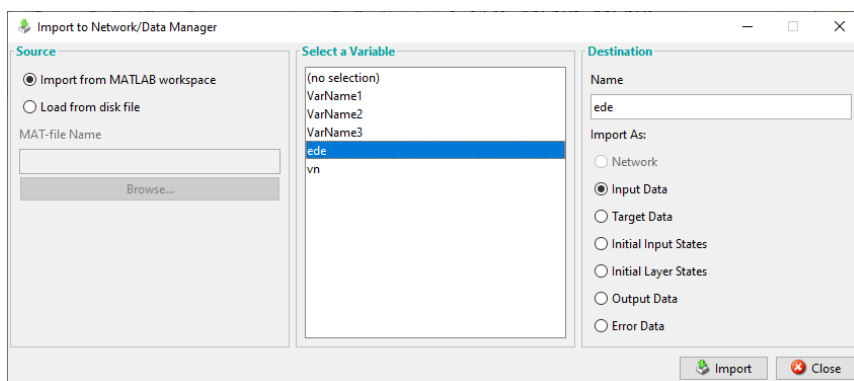 Import to Network/Data Manager
Source
Import from MATLAB workspace
Load from disk file
MAT-file Name
Browse...
Select a Variable
(no selection)
VarName1
VarName2
VarName3
ede
vn
Destination
Name
ede
Import As:
Network
Input Data
Target Data
Initial Input States
Initial Layer States
Output Data
Error Data
Import
Close